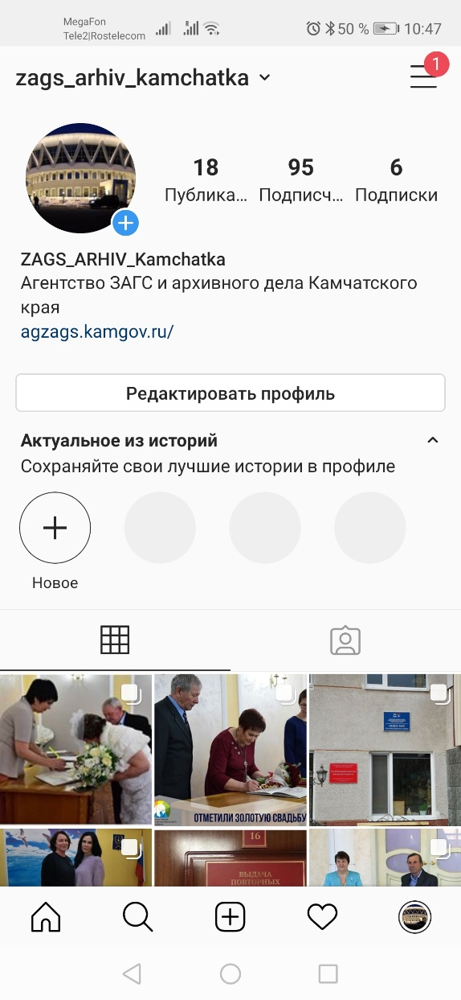 MegaFon
Tele2|Rostelecom
50 %
10:47
zags_arhiv_kamchatka
1
18
95
6
Публика...
Подписч...
Подписки
ZAGS_ARHIV_Kamchatka
Агентство ЗАГС и архивного дела Камчатского
края
agzags.kamgov.ru/
Редактировать профиль
Актуальное из историй
Сохраняйте свои лучшие истории в профиле
Новое
ОТМЕТИЛИ ЗОЛОТУЮ СВАДЬБУ
16
ВЫДАЧА
ПОВТОРНЫХ